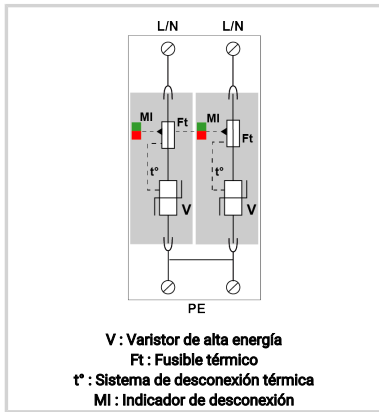 L/N L/N
MI Ft MI Ft
t° t°
V V
PE
V : Varistor de alta energía
Ft : Fusible térmico
t° : Sistema de desconexión térmica
MI : Indicador de desconexión